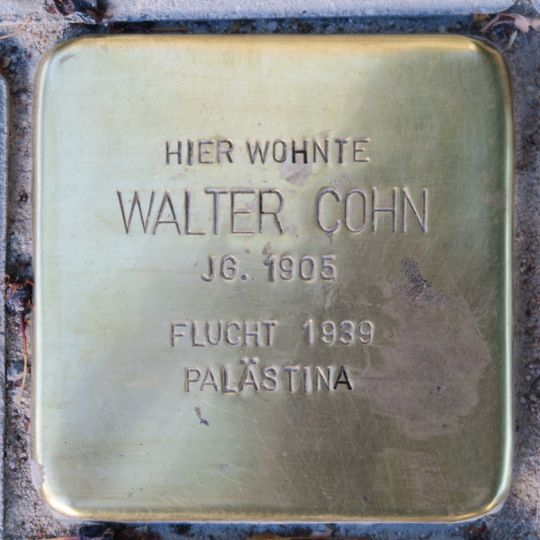 HIER WOHNTE
WALTER COHN
JG. 1905
FLUCHT 1939
PALÄSTINA